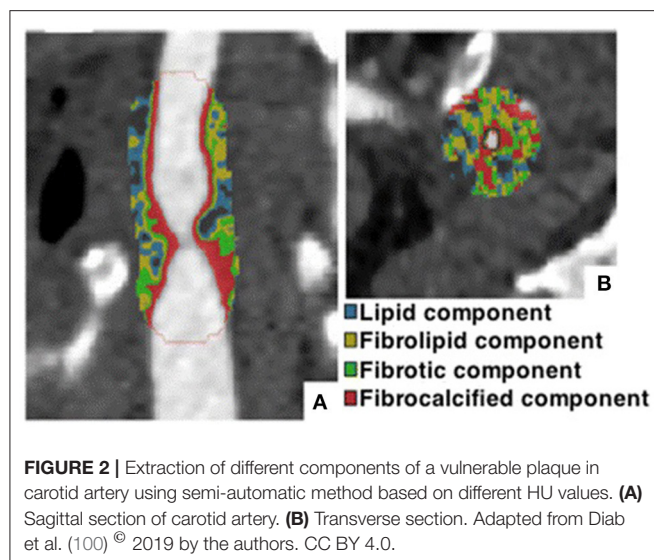 A
B
Lipid component
Fibrolipid component
Fibrotic component
Fibrocalcified component
FIGURE 2 | Extraction of different components of a vulnerable plaque in
carotid artery using semi-automatic method based on different HU values. (A)
Sagittal section of carotid artery. (B) Transverse section. Adapted from Diab
et al. (100) © 2019 by the authors. CC BY 4.0.